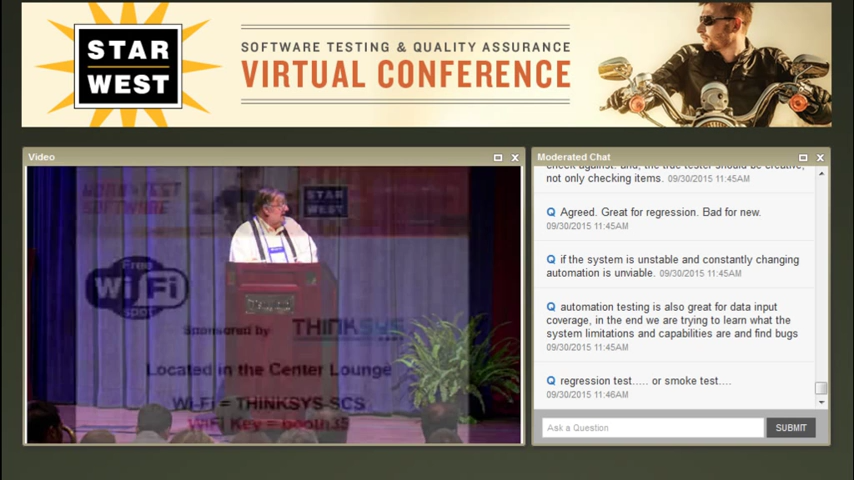 STAR
WEST
SOFTWARE TESTING & QUALITY ASSURANCE
VIRTUAL CONFERENCE
Video
STAR
WEST
Free
WiFi
spot
Sponsored by THINKSYS
Located in the Center Lounge
Wi-Fi = THINKSYS-SCS
WiFi Key = booth35
Moderated Chat
not only checking items. 09/30/2015 11:45AM
Q Agreed. Great for regression. Bad for new.
09/30/2015 11:45AM
Q if the system is unstable and constantly changing
automation is unviable. 09/30/2015 11:45AM
Q automation testing is also great for data input
coverage, in the end we are trying to learn what the
system limitations and capabilities are and find bugs
09/30/2015 11:45AM
Q regression test..... or smoke test....
09/30/2015 11:46AM
Ask a Question
SUBMIT